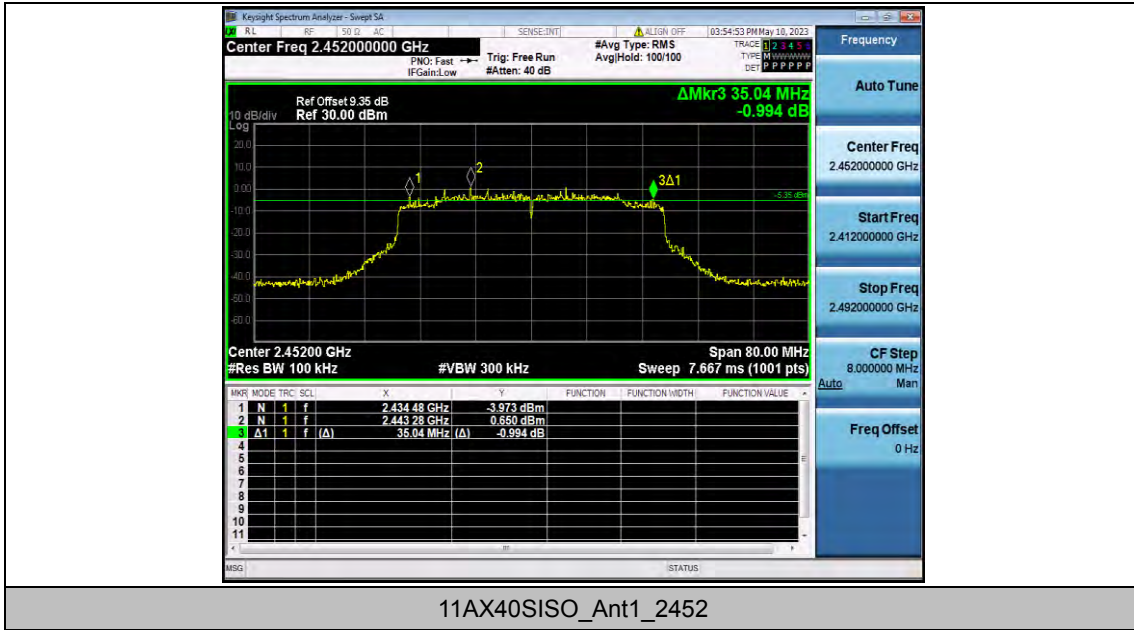 Keysight Spectrum Analyzer - Swept SA
RL RF 50 Ω AC SENSE:INT ALIGN OFF 03:54:53 PM May 10, 2023
Center Freq 2.452000000 GHz
PNO: Fast
IFGain:Low
Trig: Free Run
#Atten: 40 dB
#Avg Type: RMS
Avg|Hold: 100/100
TRACE 1 2 3 4 5 6
TYPE M WWWWW
DET P P P P P P
Frequency
Auto Tune
Center Freq
2.452000000 GHz
Start Freq
2.412000000 GHz
Stop Freq
2.492000000 GHz
CF Step
8.000000 MHz
Auto Man
Freq Offset
0 Hz
ΔMkr3 35.04 MHz
-0.994 dB
Ref Offset 9.35 dB
10 dB/div Ref 30.00 dBm
Log
20.0
10.0
0.00
-10.0
-20.0
-30.0
-40.0
-50.0
-60.0
1
2
3Δ1
-5.35 dBm
Center 2.45200 GHz Span 80.00 MHz
#Res BW 100 kHz #VBW 300 kHz Sweep 7.667 ms (1001 pts)
MKR MODE TRC SCL X Y FUNCTION FUNCTION WIDTH FUNCTION VALUE
1 N 1 f 2.434 48 GHz -3.973 dBm
2 N 1 f 2.443 28 GHz 0.650 dBm
3 Δ1 1 f (Δ) 35.04 MHz (Δ) -0.994 dB
4
5
6
7
8
9
10
11
MSG STATUS
11AX40SISO_Ant1_2452